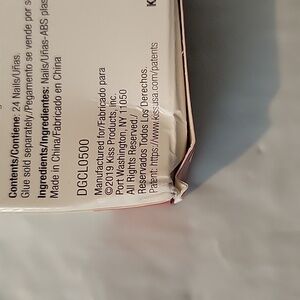 Contents/Contiene: 24 Nails/Uñas
Glue sold separately./Pegamento se vende por s
Ingredients/Ingredientes: Nails/Uñas-ABS plas
Made in China/Fabricado en China
DGCL0500
Manufactured for/Fabricado para
©2019 Kiss Products, Inc.
Port Washington, NY 11050
All Rights Reserved./
Reservados Todos Los Derechos.
Patent: https://www.kissusa.com/patents
K